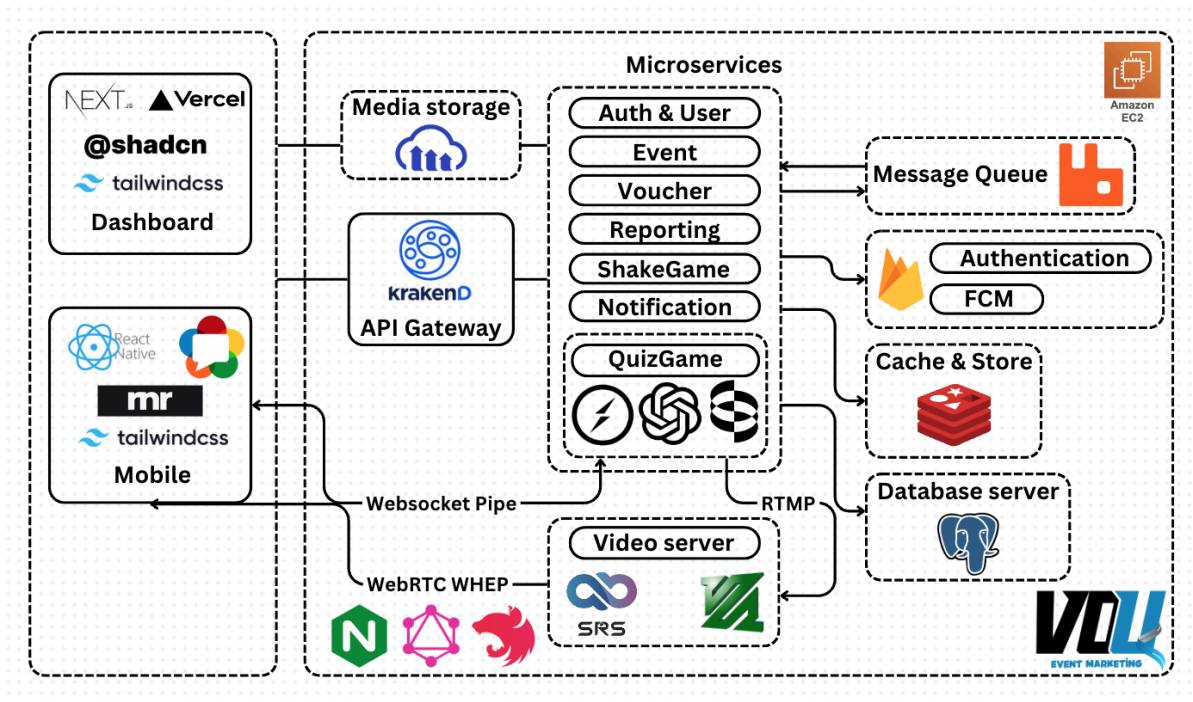 NEXT.JS
Vercel
@shadcn
tailwindcss
Dashboard
React
Native
mr
tailwindcss
Mobile
Media storage
krakenD
API Gateway
Microservices
Auth & User
Event
Voucher
Reporting
ShakeGame
Notification
QuizGame
Websocket Pipe
RTMP
WebRTC WHEP
Video server
SRS
N
Amazon
EC2
Message Queue
Authentication
FCM
Cache & Store
Database server
VOU
EVENT MARKETING